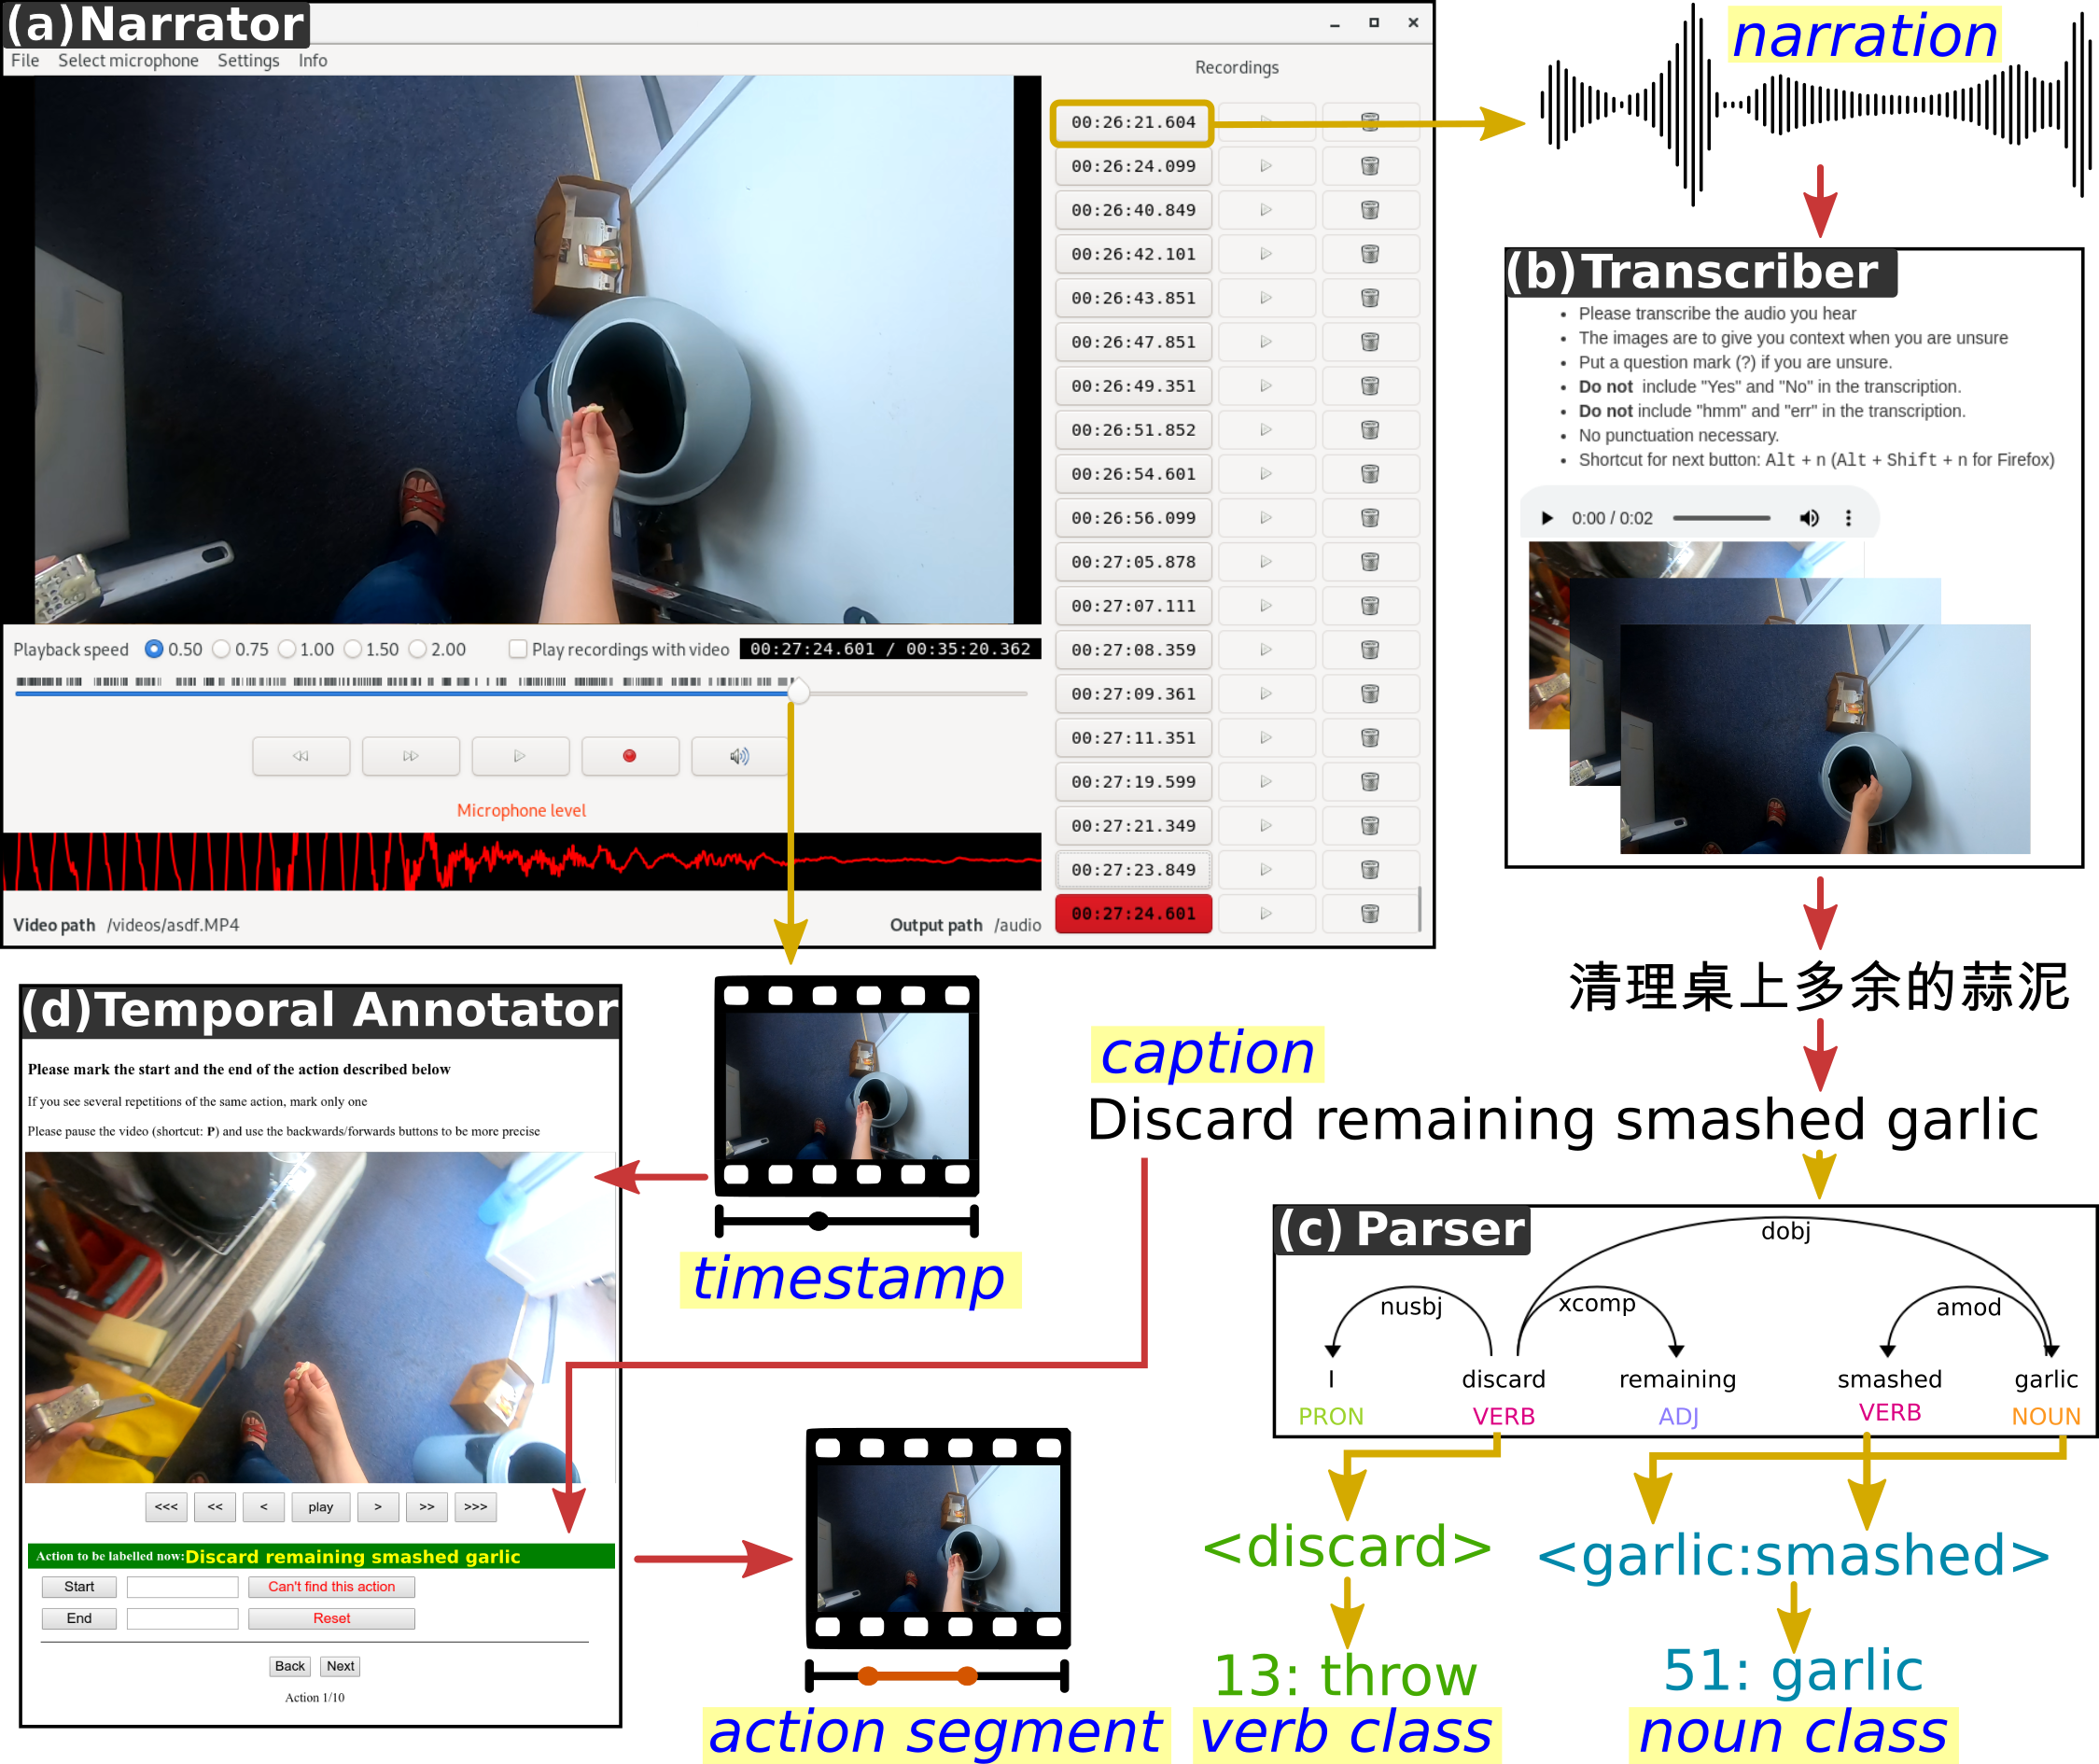 (a)Narrator
File Select microphone Settings Info
Recordings
00:26:21.604
00:26:24.099
00:26:40.849
00:26:42.101
00:26:43.851
00:26:47.851
00:26:49.351
00:26:51.852
00:26:54.601
00:26:56.099
00:27:05.878
00:27:07.111
00:27:08.359
00:27:09.361
00:27:11.351
00:27:19.599
00:27:21.349
00:27:23.849
00:27:24.601
Playback speed 0.50 0.75 1.00 1.50 2.00 Play recordings with video 00:27:24.601 / 00:35:20.362
Microphone level
Video path /videos/asdf.MP4 Output path /audio
narration
(b)Transcriber
• Please transcribe the audio you hear
• The images are to give you context when you are unsure
• Put a question mark (?) if you are unsure.
• Do not include "Yes" and "No" in the transcription.
• Do not include "hmm" and "err" in the transcription.
• No punctuation necessary.
• Shortcut for next button: Alt + n (Alt + Shift + n for Firefox)
0:00 / 0:02
清理桌上多余的蒜泥
caption
Discard remaining smashed garlic
(c) Parser
dobj
nusbj xcomp amod
I discard remaining smashed garlic
PRON VERB ADJ VERB NOUN
<discard> <garlic:smashed>
13: throw 51: garlic
verb class noun class
(d)Temporal Annotator
Please mark the start and the end of the action described below
If you see several repetitions of the same action, mark only one
Please pause the video (shortcut: P) and use the backwards/forwards buttons to be more precise
<<< << < play > >> >>>
Action to be labelled now:Discard remaining smashed garlic
Start Can't find this action
End Reset
Back Next
Action 1/10
timestamp
action segment